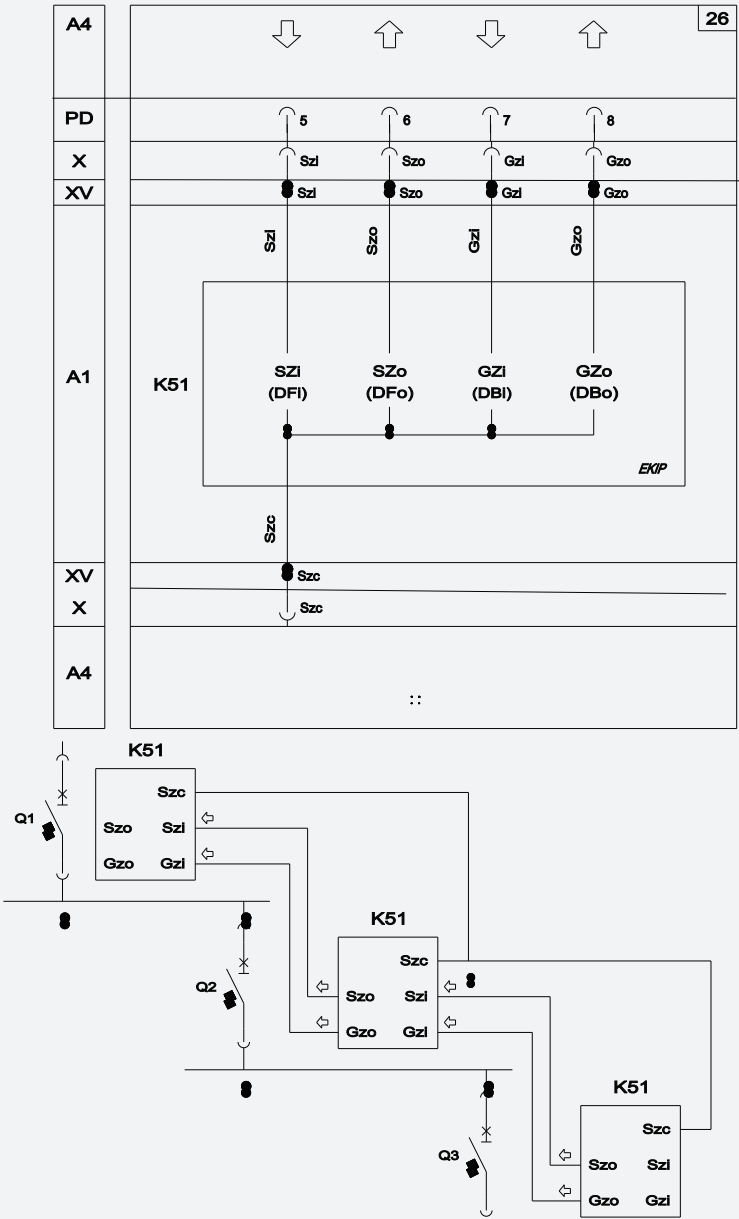 A4 26
PD 5 6 7 8
X Szi Szo Gzi Gzo
XV Szi Szo Gzi Gzo
Szi Szo Gzi Gzo
A1 K51
SZi SZo GZi GZo
(DFi) (DFo) (DBi) (DBo)
EKIP
Szc
XV Szc
X Szc
A4
K51
Szc
Q1 Szo Szi
Gzo Gzi
K51
Szc
Q2 Szo Szi
Gzo Gzi
K51
Szc
Q3 Szo Szi
Gzo Gzi